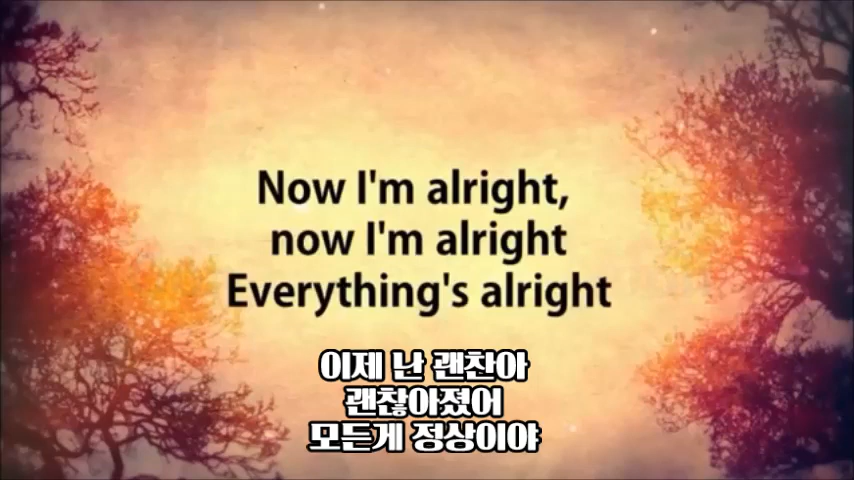 Now I'm alright,
now I'm alright
Everything's alright
이제 난 괜찬아
괜찮아졌어
모든게 정상이야